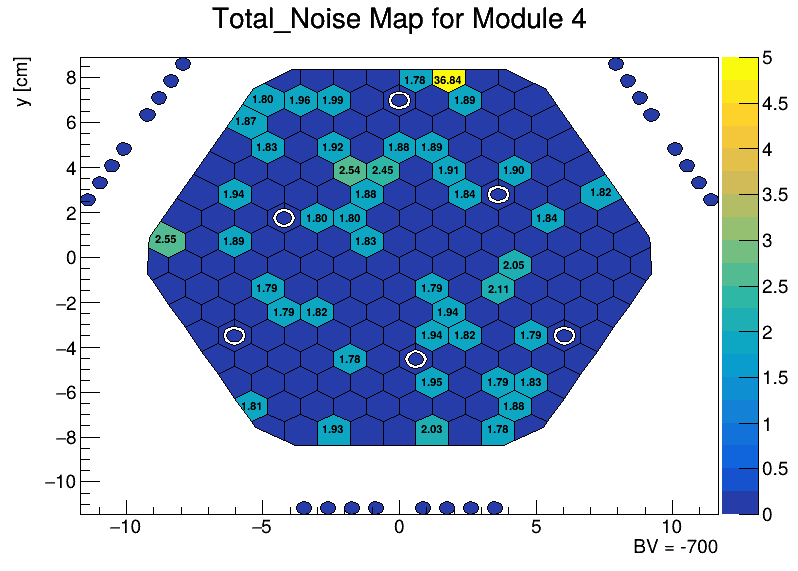 Total_Noise Map for Module 4
y [cm]
8
6
4
2
0
−2
−4
−6
−8
−10
−10
−5
0
5
10
BV = -700
5
4.5
4
3.5
3
2.5
2
1.5
1
0.5
0
1.78 36.84
1.80 1.96 1.99 1.89
1.87
1.83 1.92 1.88 1.89
2.54 2.45 1.91 1.90
1.94 1.88 1.84 1.82
1.80 1.80 1.84
2.55 1.89 1.83
2.05
1.79 1.79 2.11
1.79 1.82 1.94
1.94 1.82 1.79
1.78
1.95 1.79 1.83
1.81 1.88
1.93 2.03 1.78